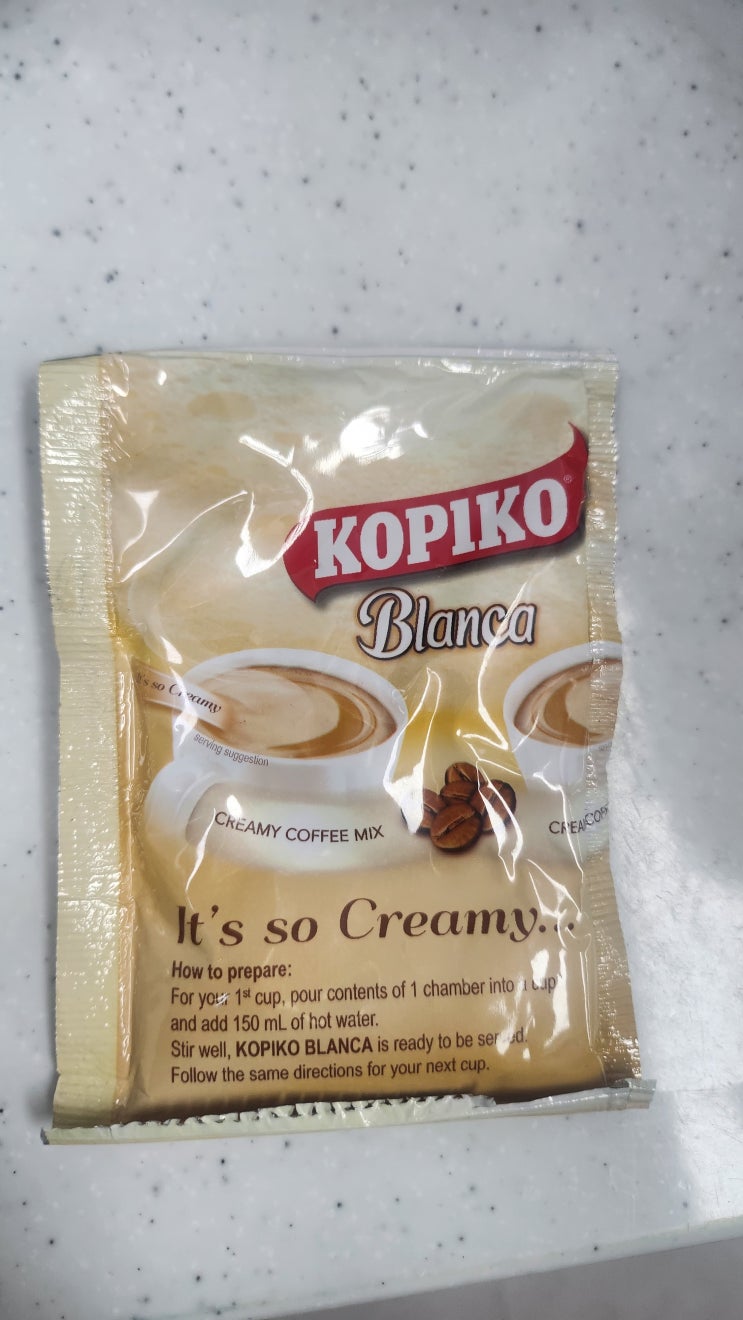 KOPIKO®
Blanca
It's so Creamy
serving suggestion
CREAMY COFFEE MIX
It's so Creamy...
How to prepare:
For your 1st cup, pour contents of 1 chamber into a cup
and add 150 mL of hot water.
Stir well, KOPIKO BLANCA is ready to be served.
Follow the same directions for your next cup.